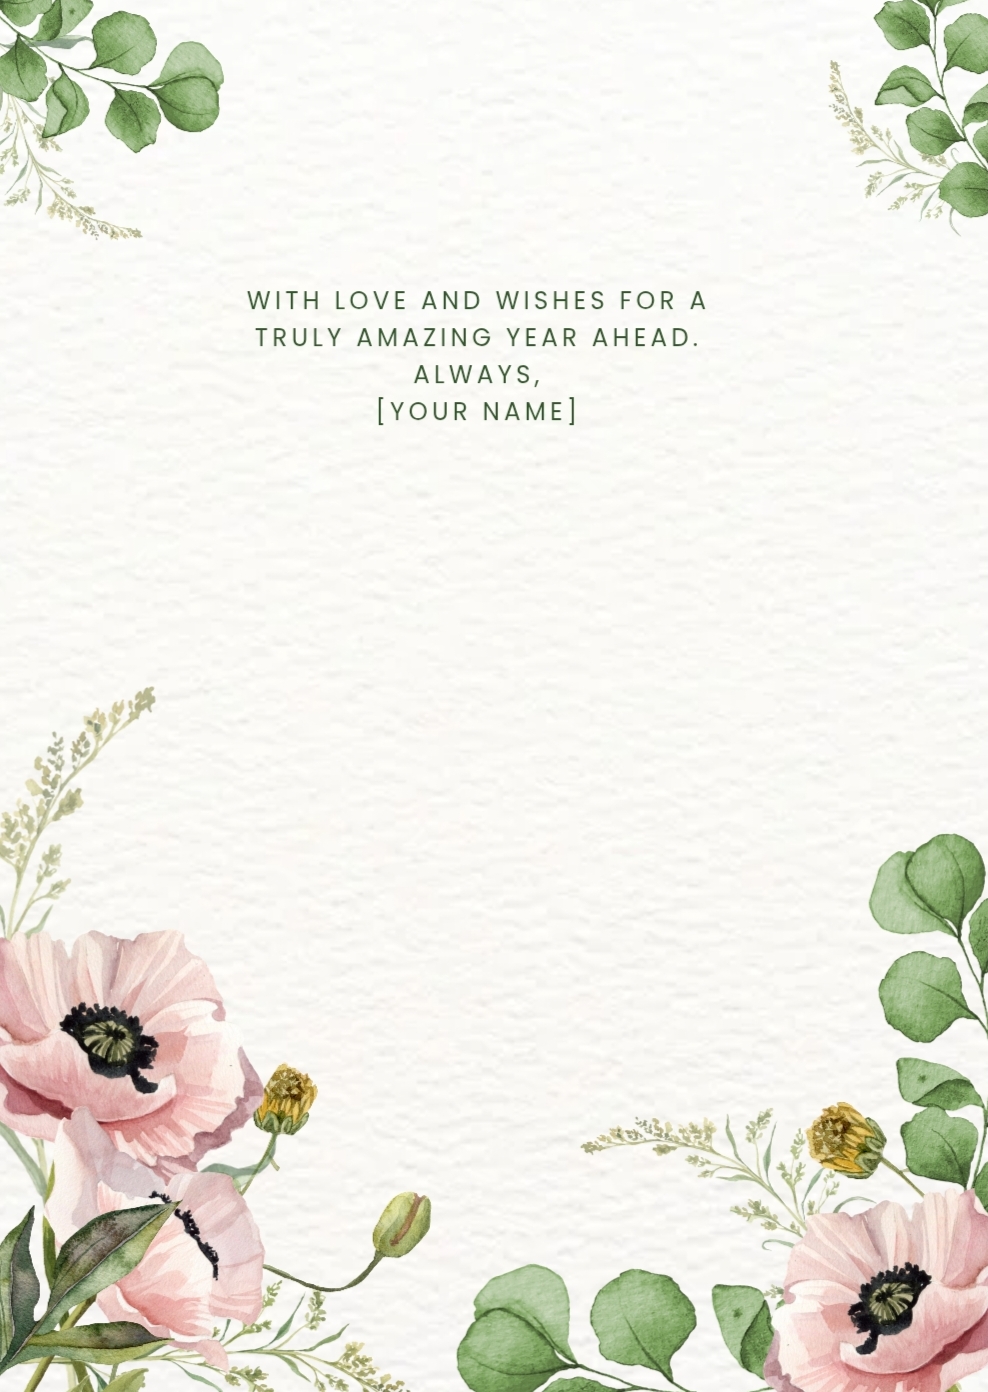 WITH LOVE AND WISHES FOR A
TRULY AMAZING YEAR AHEAD.
ALWAYS,
[YOUR NAME]